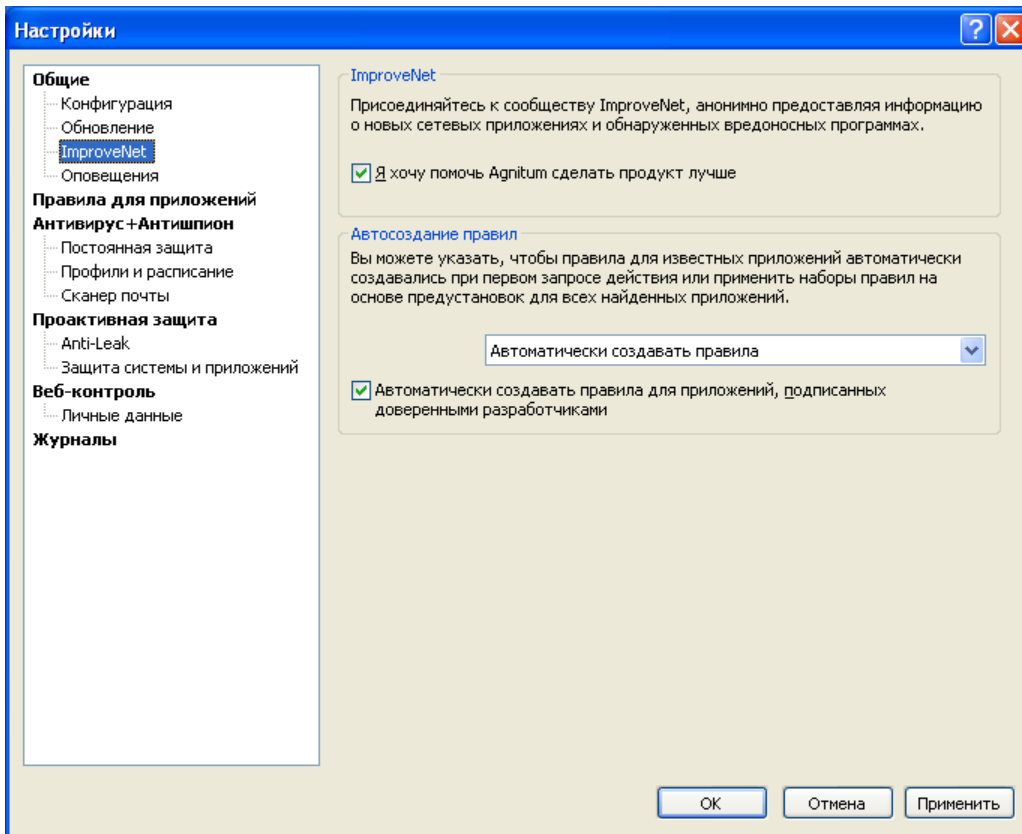 Настройки
Общие
Конфигурация
Обновление
ImproveNet
Оповещения
Правила для приложений
Антивирус+Антишпион
Постоянная защита
Профили и расписание
Сканер почты
Проактивная защита
Anti-Leak
Защита системы и приложений
Веб-контроль
Личные данные
Журналы
ImproveNet
Присоединяйтесь к сообществу ImproveNet, анонимно предоставляя информацию
о новых сетевых приложениях и обнаруженных вредоносных программах.
Я хочу помочь Agnitum сделать продукт лучше
Автосоздание правил
Вы можете указать, чтобы правила для известных приложений автоматически
создавались при первом запросе действия или применить наборы правил на
основе предустановок для всех найденных приложений.
Автоматически создавать правила
Автоматически создавать правила для приложений, подписанных
доверенными разработчиками
OK
Отмена
Применить